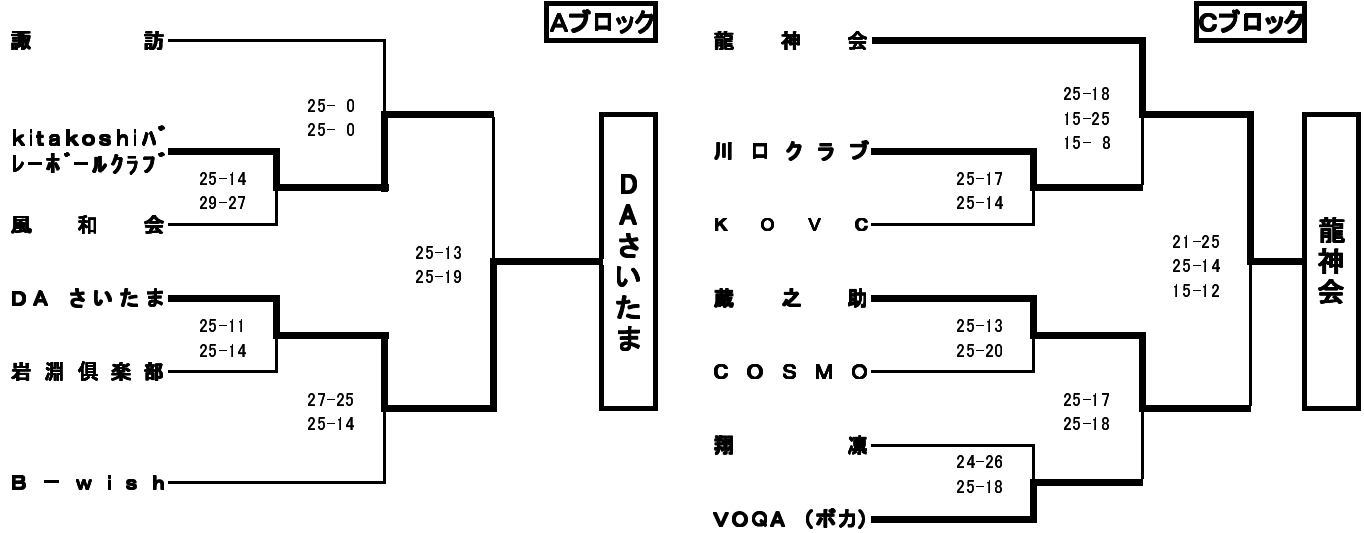 Aブロック
諏訪
25- 0
25- 0
kitakoshiバ
レーボールクラブ
25-14
29-27
風和会
25-13
25-19
DAさいたま
DA さいたま
25-11
25-14
岩淵倶楽部
27-25
25-14
B-wish
Cブロック
龍神会
25-18
15-25
15- 8
川口クラブ
25-17
25-14
KOVC
21-25
25-14
15-12
龍神会
蔵之助
25-13
25-20
COSMO
25-17
25-18
翔凛
24-26
25-18
VOQA (ボカ)